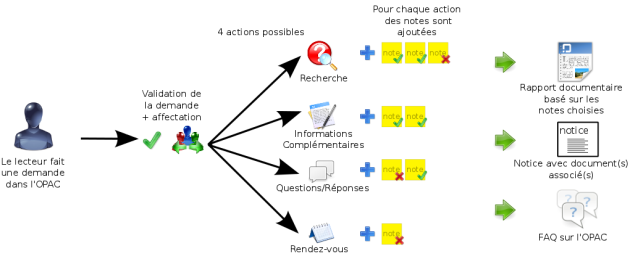 Pour chaque action
des notes sont
ajoutées
4 actions possibles
note note note
Recherche
Rapport documentaire
basé sur les
notes choisies
Validation de
la demande
+ affectation
note note
Informations
Complémentaires
notice
Notice avec document(s)
associé(s)
Le lecteur fait
une demande
dans l'OPAC
note note
Questions/Réponses
note
Rendez-vous
? ?
?
FAQ sur l'OPAC